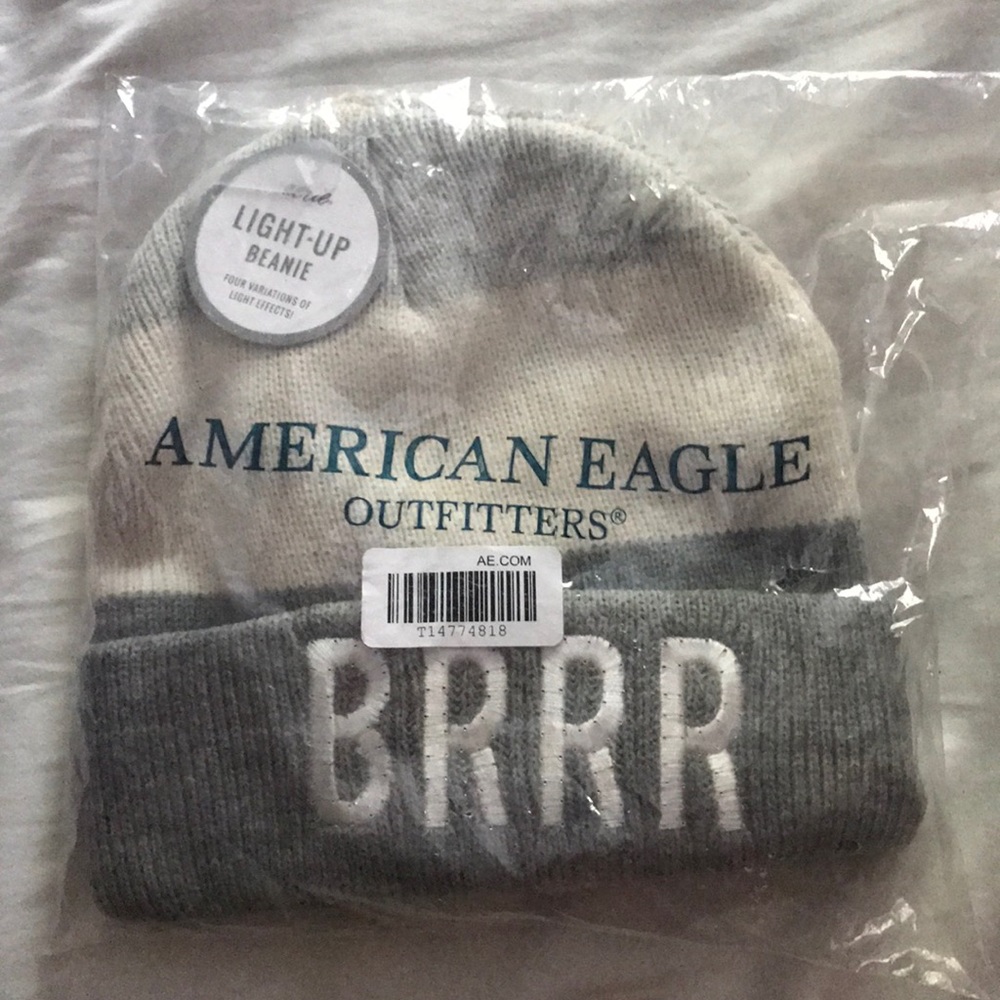 LIGHT-UP
BEANIE
FOUR VARIATIONS OF
LIGHT EFFECTS!
AMERICAN EAGLE
OUTFITTERS®
AE.COM
T14774818
BRRR